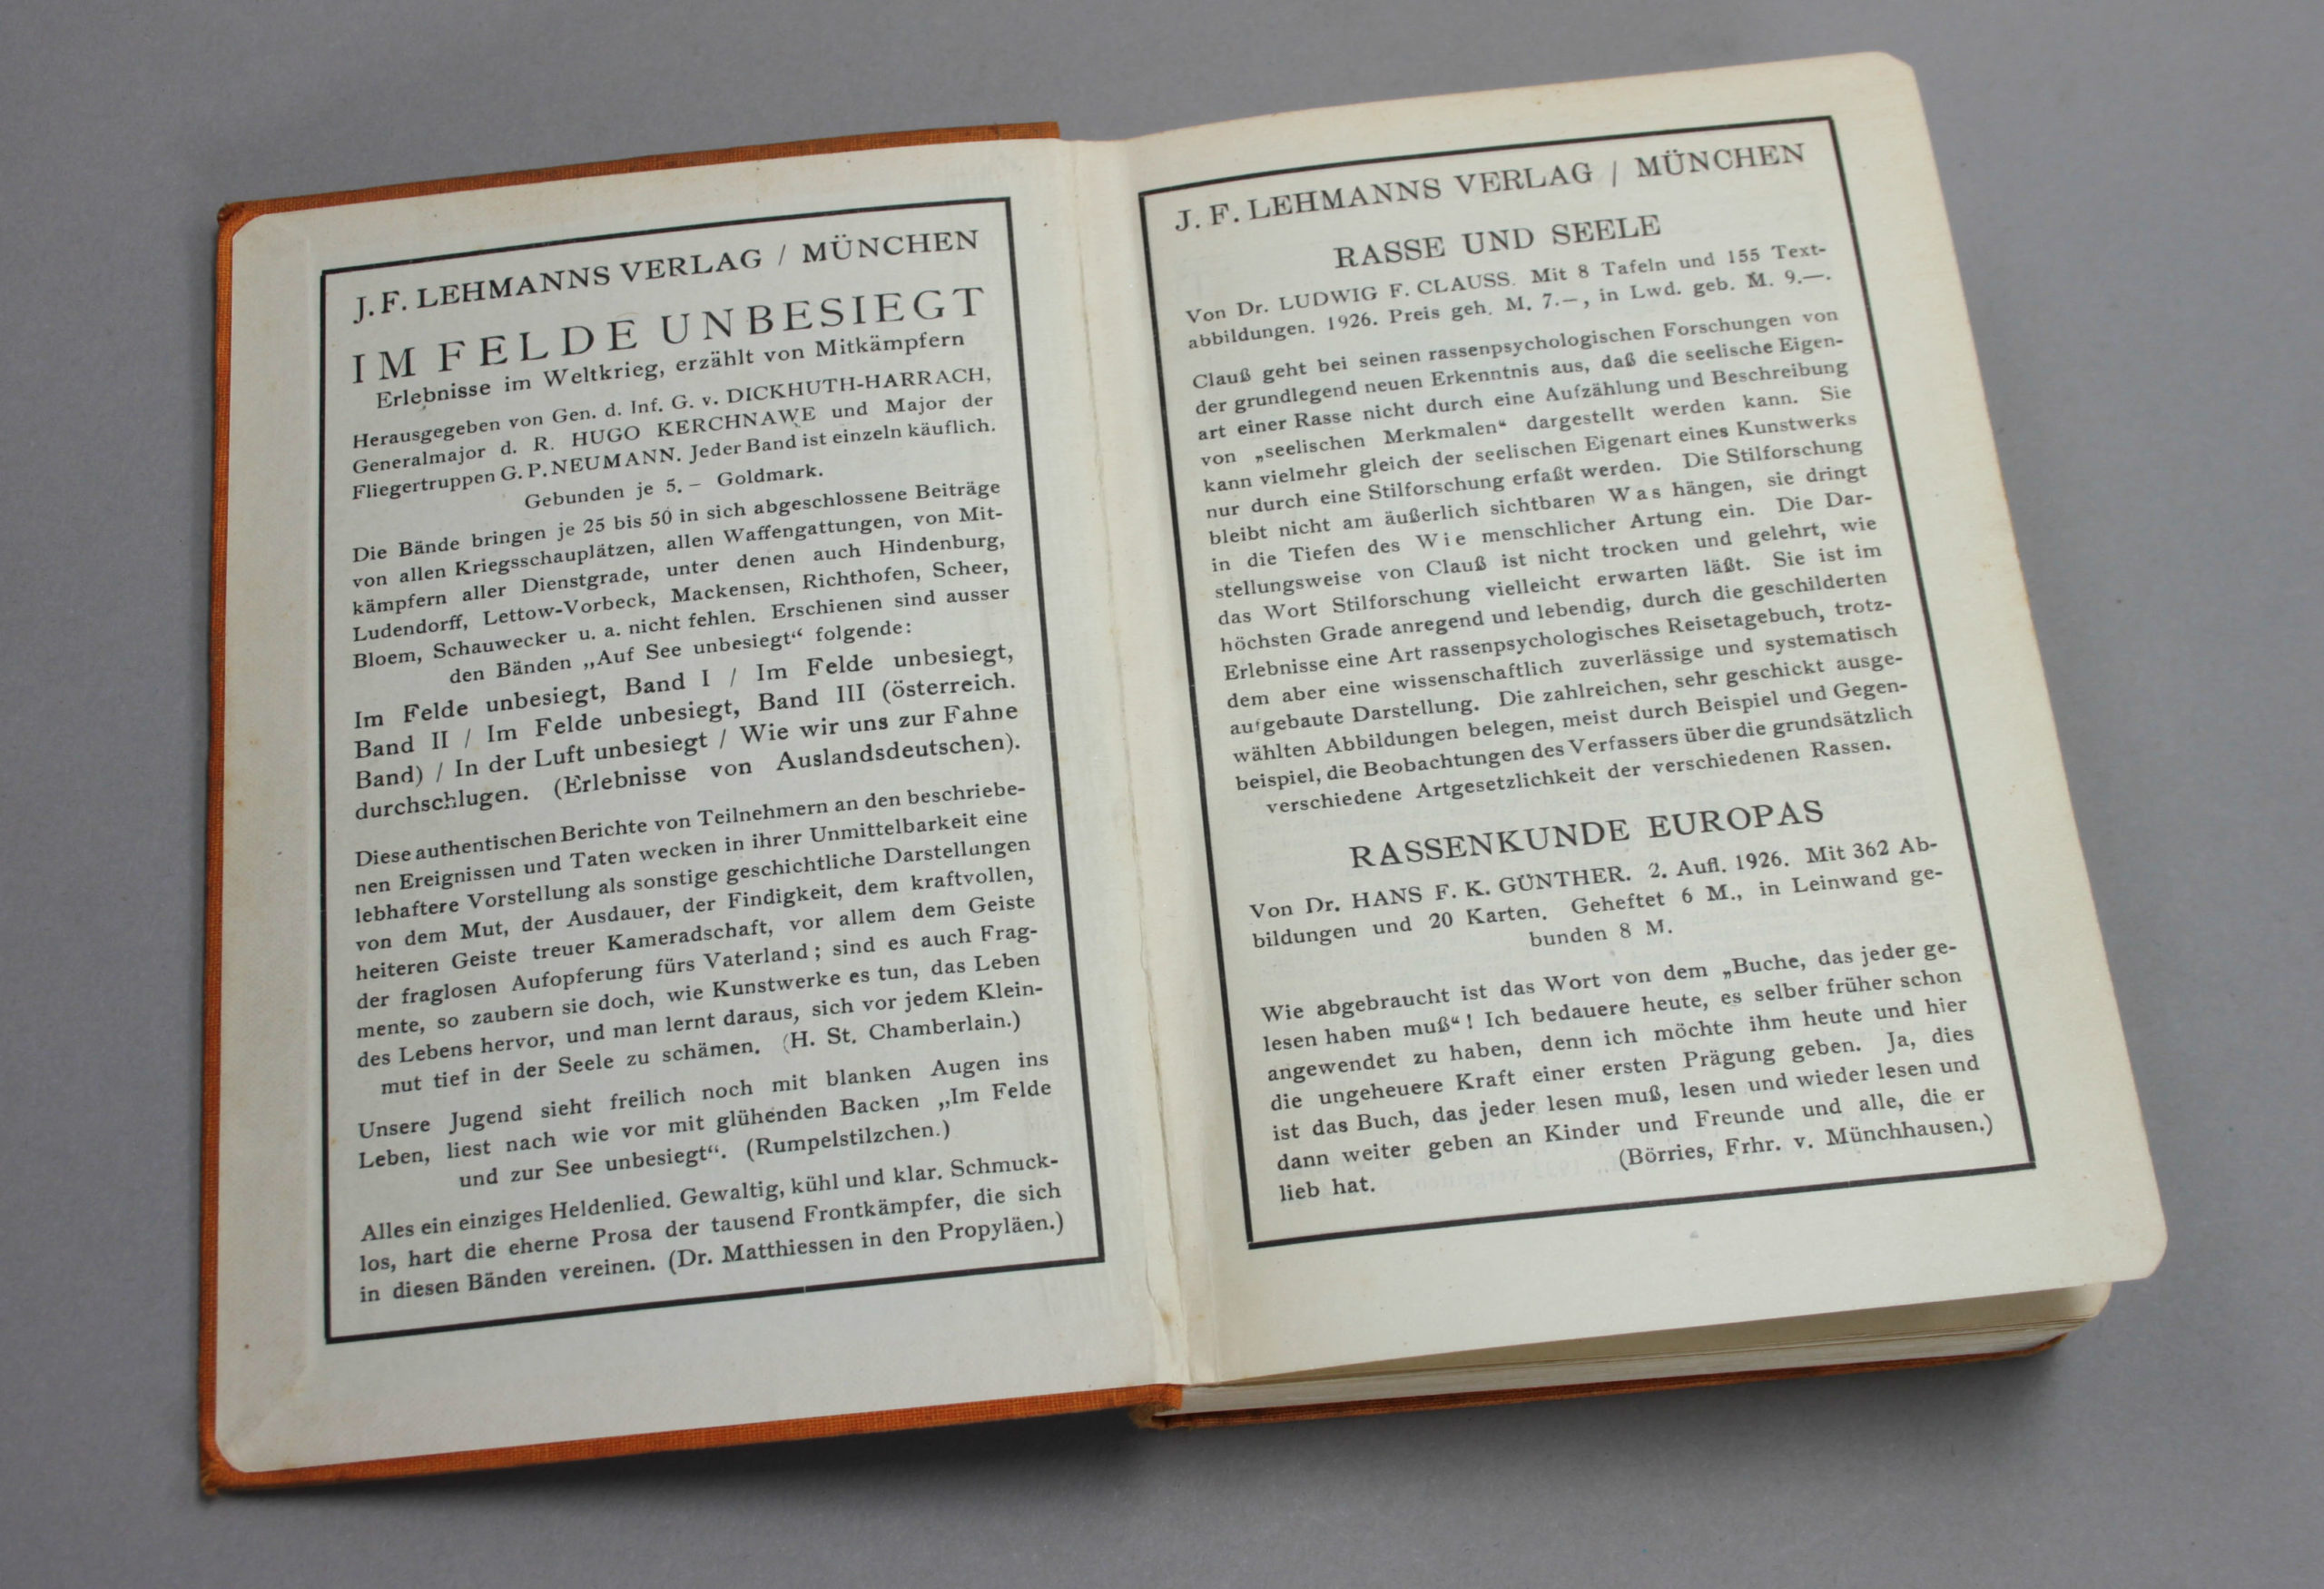 J. F. LEHMANNS VERLAG / MÜNCHEN
IM FELDE UNBESIEGT
Erlebnisse im Weltkrieg, erzählt von Mitkämpfern
Herausgegeben von Gen. d. Inf. G. v. DICKHUTH-HARRACH,
Generalmajor d. R. HUGO KERCHNAWE und Major der
Fliegertruppen G. P. NEUMANN. Jeder Band ist einzeln käuflich.
Gebunden je 5.– Goldmark.
Die Bände bringen je 25 bis 50 in sich abgeschlossene Beiträge
von allen Kriegsschauplätzen, allen Waffengattungen, von Mit-
kämpfern aller Dienstgrade, unter denen auch Hindenburg,
Ludendorff, Lettow-Vorbeck, Mackensen, Richthofen, Scheer,
Bloem, Schauwecker u. a. nicht fehlen. Erschienen sind ausser
den Bänden „Auf See unbesiegt“ folgende:
Im Felde unbesiegt, Band I / Im Felde unbesiegt,
Band II / Im Felde unbesiegt, Band III (österreich.
Band) / In der Luft unbesiegt / Wie wir uns zur Fahne
durchschlugen. (Erlebnisse von Auslandsdeutschen).
Diese authentischen Berichte von Teilnehmern an den beschriebe-
nen Ereignissen und Taten wecken in ihrer Unmittelbarkeit eine
lebhaftere Vorstellung als sonstige geschichtliche Darstellungen
von dem Mut, der Ausdauer, der Findigkeit, dem kraftvollen,
heiteren Geiste treuer Kameradschaft, vor allem dem Geiste
der fraglosen Aufopferung fürs Vaterland; sind es auch Frag-
mente, so zaubern sie doch, wie Kunstwerke es tun, das Leben
des Lebens hervor, und man lernt daraus, sich vor jedem Klein-
mut tief in der Seele zu schämen. (H. St. Chamberlain.)
Unsere Jugend sieht freilich noch mit blanken Augen ins
Leben, liest nach wie vor mit glühenden Backen „Im Felde
und zur See unbesiegt“. (Rumpelstilzchen.)
Alles ein einziges Heldenlied. Gewaltig, kühl und klar. Schmuck-
los, hart die eherne Prosa der tausend Frontkämpfer, die sich
in diesen Bänden vereinen. (Dr. Matthiessen in den Propyläen.)
J. F. LEHMANNS VERLAG / MÜNCHEN
RASSE UND SEELE
Von Dr. LUDWIG F. CLAUSS. Mit 8 Tafeln und 155 Text-
abbildungen. 1926. Preis geh. M. 7.–, in Lwd. geb. M. 9.—.
Clauß geht bei seinen rassenpsychologischen Forschungen von
der grundlegend neuen Erkenntnis aus, daß die seelische Eigen-
art einer Rasse nicht durch eine Aufzählung und Beschreibung
von „seelischen Merkmalen“ dargestellt werden kann. Sie
kann vielmehr gleich der seelischen Eigenart eines Kunstwerks
nur durch eine Stilforschung erfaßt werden. Die Stilforschung
bleibt nicht am äußerlich sichtbaren Was hängen, sie dringt
in die Tiefen des Wie menschlicher Artung ein. Die Dar-
stellungsweise von Clauß ist nicht trocken und gelehrt, wie
das Wort Stilforschung vielleicht erwarten läßt. Sie ist im
höchsten Grade anregend und lebendig, durch die geschilderten
Erlebnisse eine Art rassenpsychologisches Reisetagebuch, trotz-
dem aber eine wissenschaftlich zuverlässige und systematisch
aufgebaute Darstellung. Die zahlreichen, sehr geschickt ausge-
wählten Abbildungen belegen, meist durch Beispiel und Gegen-
beispiel, die Beobachtungen des Verfassers über die grundsätzlich
verschiedene Artgesetzlichkeit der verschiedenen Rassen.
RASSENKUNDE EUROPAS
Von Dr. HANS F. K. GÜNTHER. 2. Aufl. 1926. Mit 362 Ab-
bildungen und 20 Karten. Geheftet 6 M., in Leinwand ge-
bunden 8 M.
Wie abgebraucht ist das Wort von dem „Buche, das jeder ge-
lesen haben muß“! Ich bedauere heute, es selber früher schon
angewendet zu haben, denn ich möchte ihm heute und hier
die ungeheuere Kraft einer ersten Prägung geben. Ja, dies
ist das Buch, das jeder lesen muß, lesen und wieder lesen und
dann weiter geben an Kinder und Freunde und alle, die er
lieb hat. (Börries, Frhr. v. Münchhausen.)